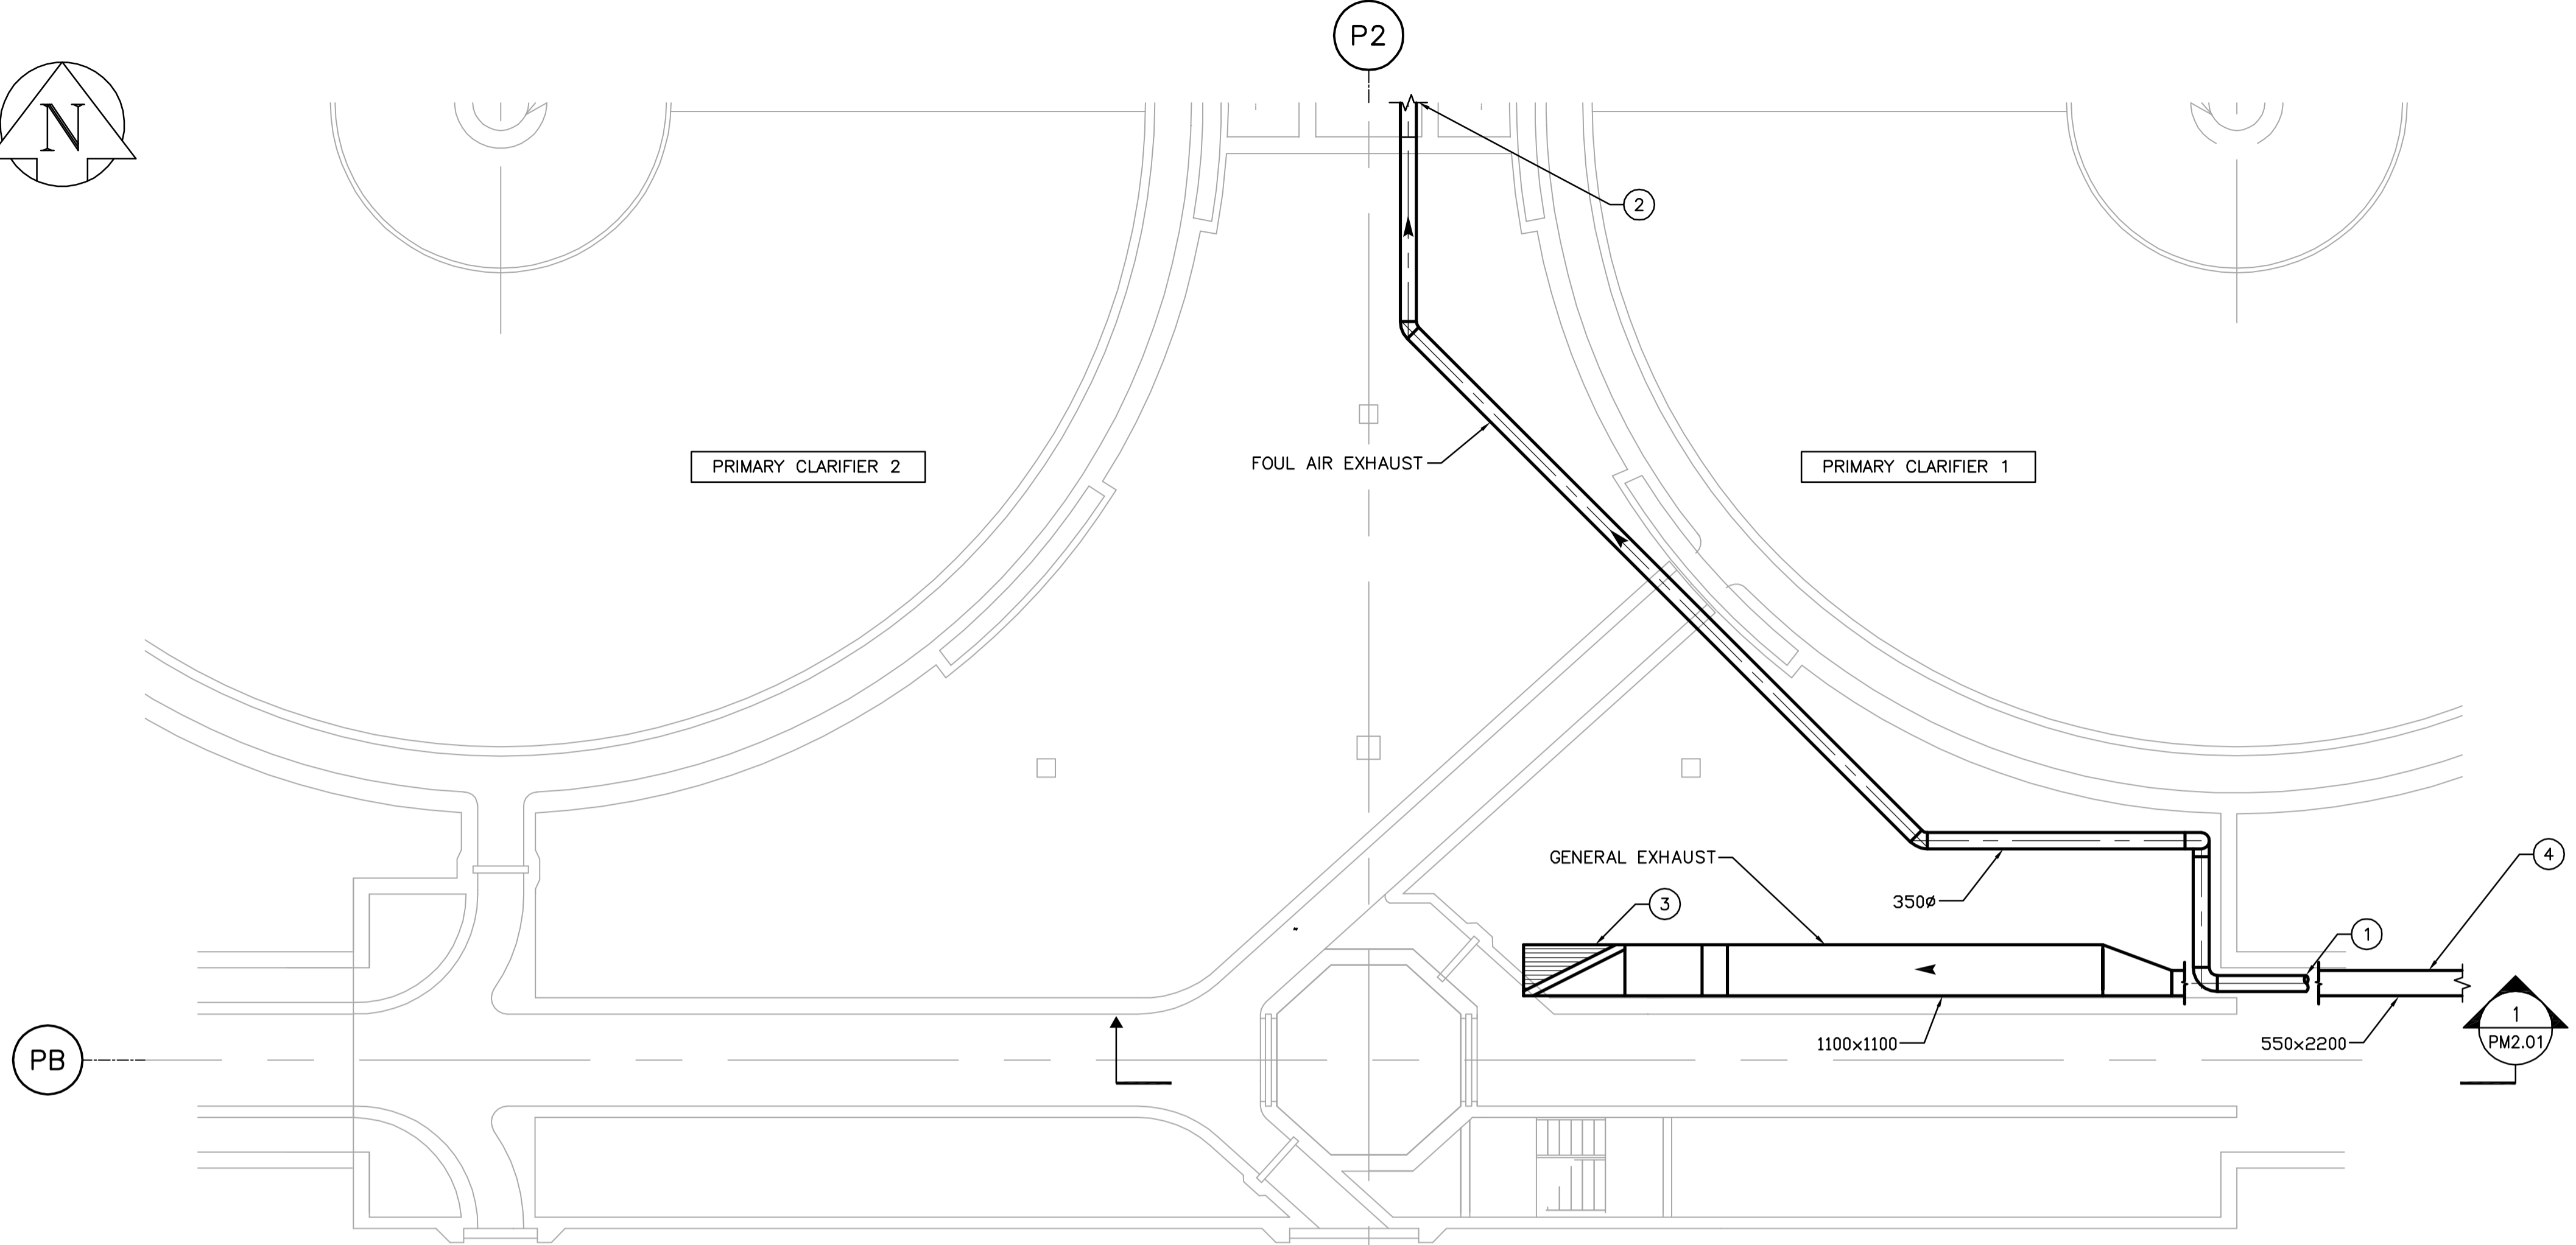 P2
N
2
FOUL AIR EXHAUST
PRIMARY CLARIFIER 2
PRIMARY CLARIFIER 1
GENERAL EXHAUST
4
350ø
3
1
1
PM2.01
1100x1100
550x2200
PB